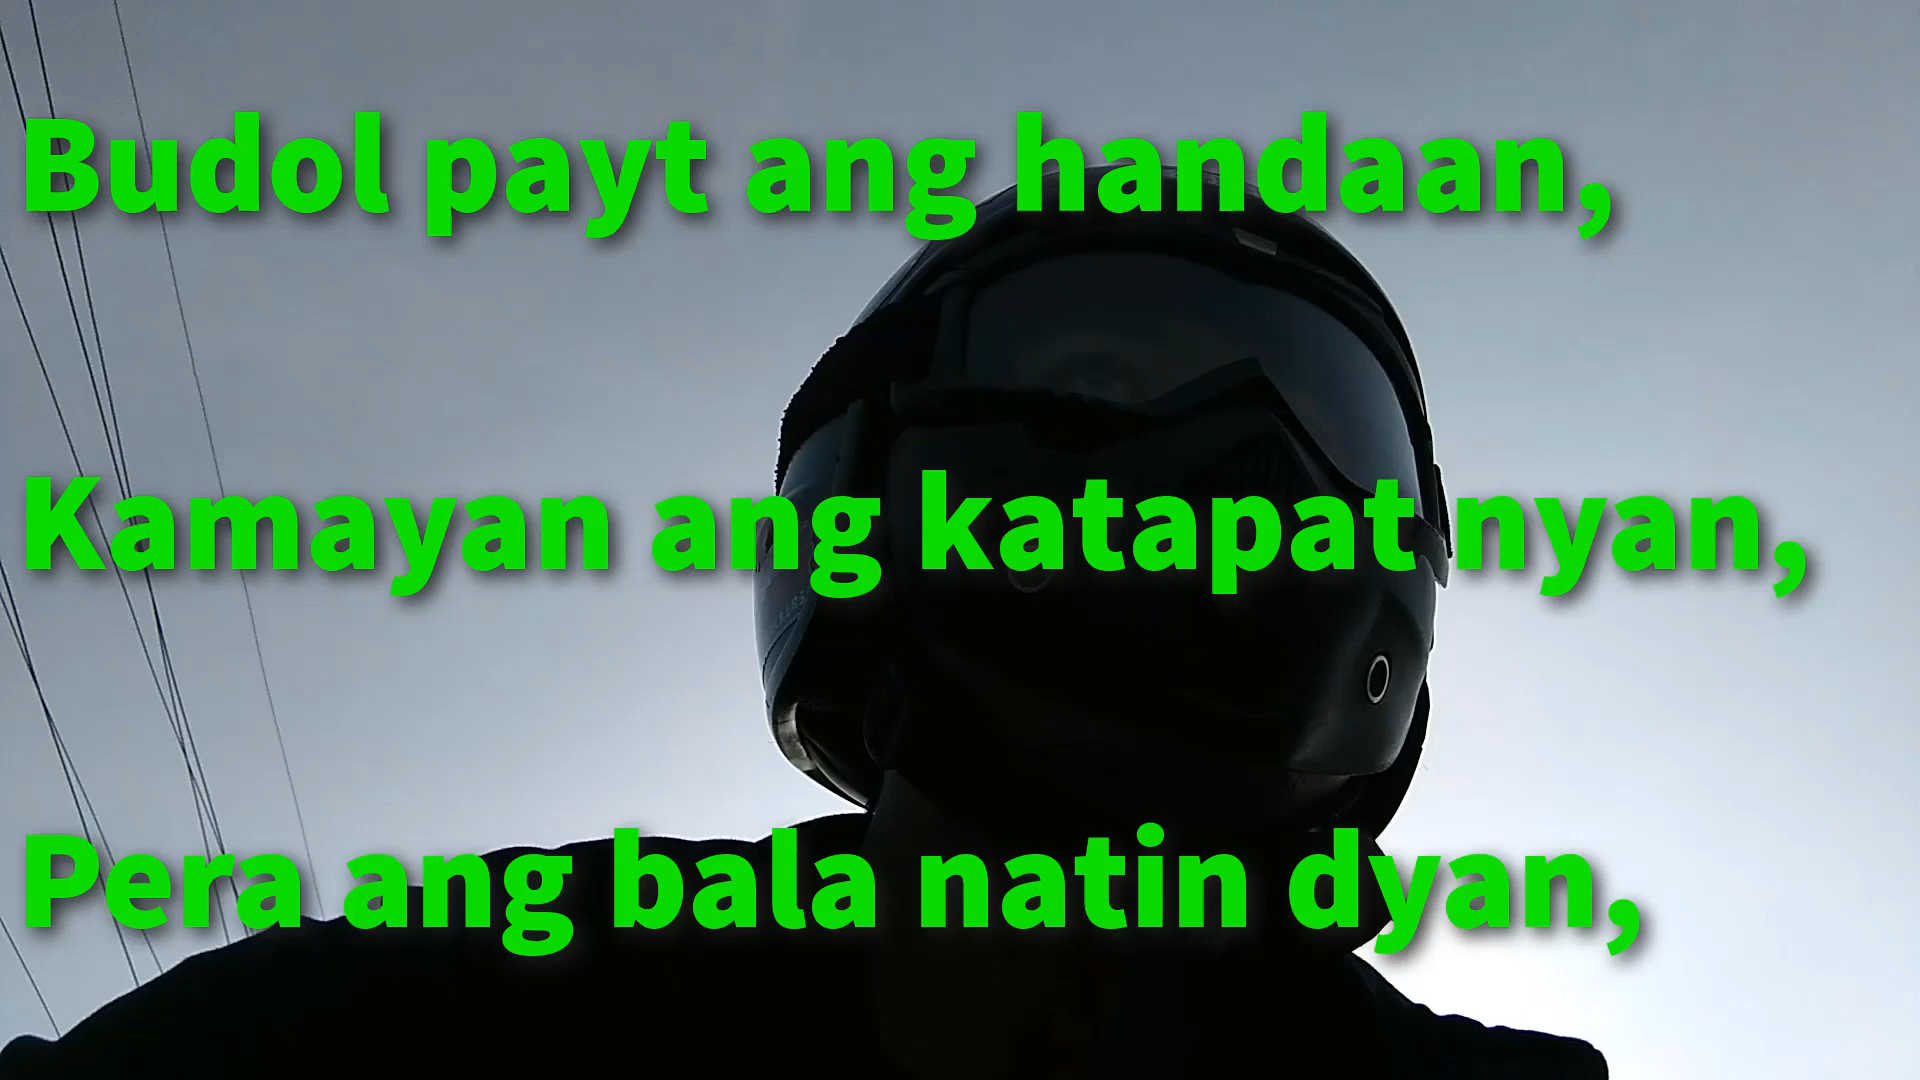 Budol payt ang handaan,
Kamayan ang katapat nyan,
Pera ang bala natin dyan,